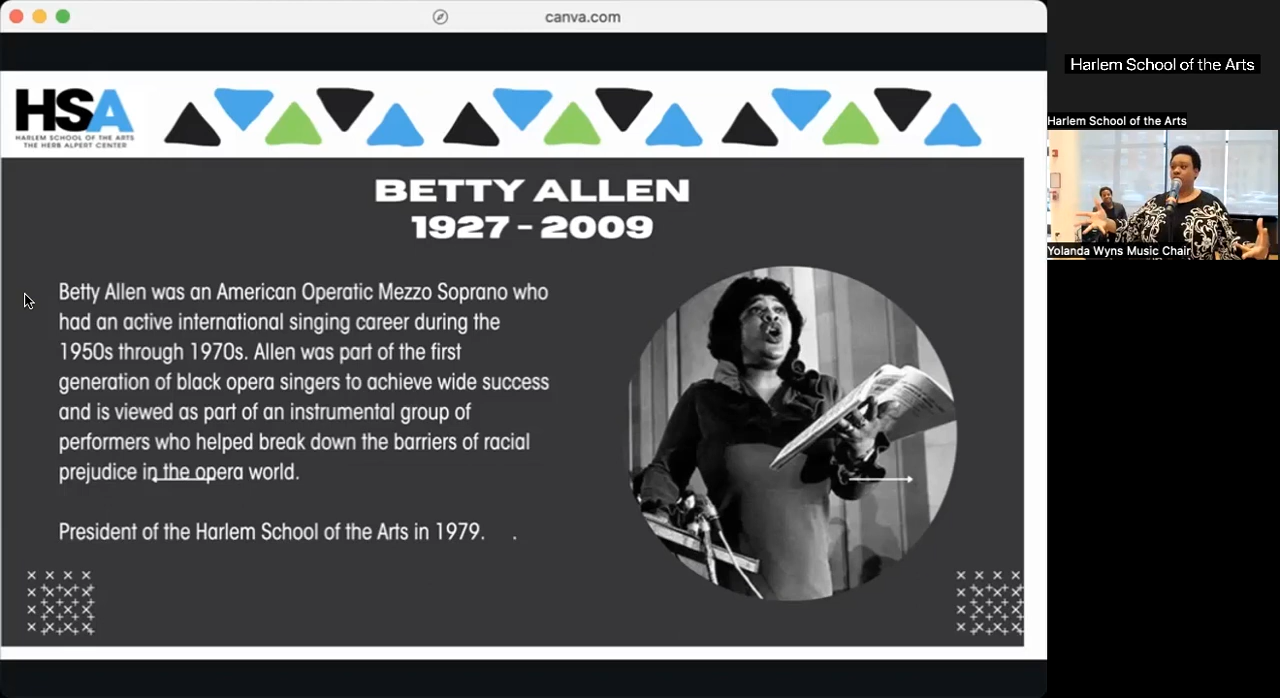 canva.com
HSA
HARLEM SCHOOL OF THE ARTS
THE HERB ALPERT CENTER
BETTY ALLEN
1927 - 2009
Betty Allen was an American Operatic Mezzo Soprano who
had an active international singing career during the
1950s through 1970s. Allen was part of the first
generation of black opera singers to achieve wide success
and is viewed as part of an instrumental group of
performers who helped break down the barriers of racial
prejudice in the opera world.
President of the Harlem School of the Arts in 1979. .
Harlem School of the Arts
Harlem School of the Arts
Yolanda Wyns Music Chair